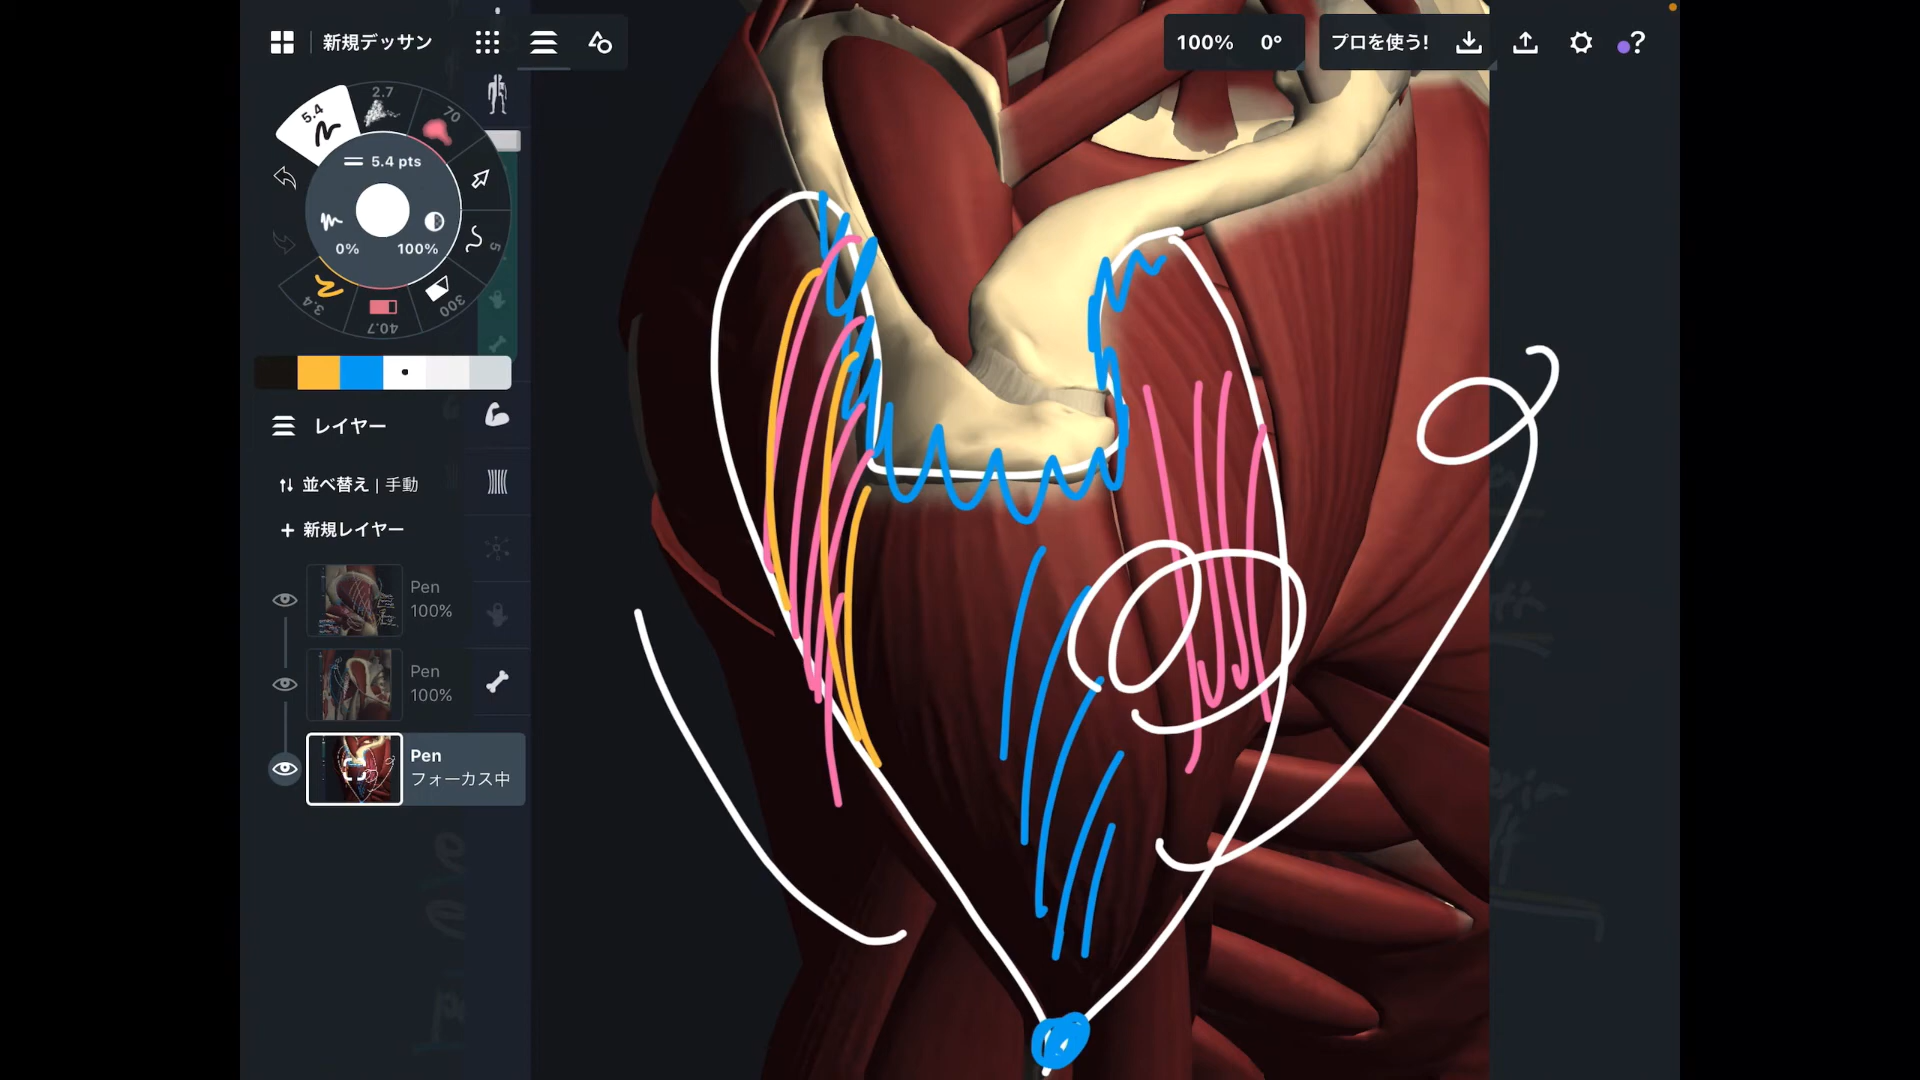 新規デッサン
100% 0°
プロを使う!
?
2.7
5.4
70
5.4 pts
0% 100%
5
3.4
40.7
300
レイヤー
並べ替え | 手動
+ 新規レイヤー
Pen
100%
Pen
100%
Pen
フォーカス中